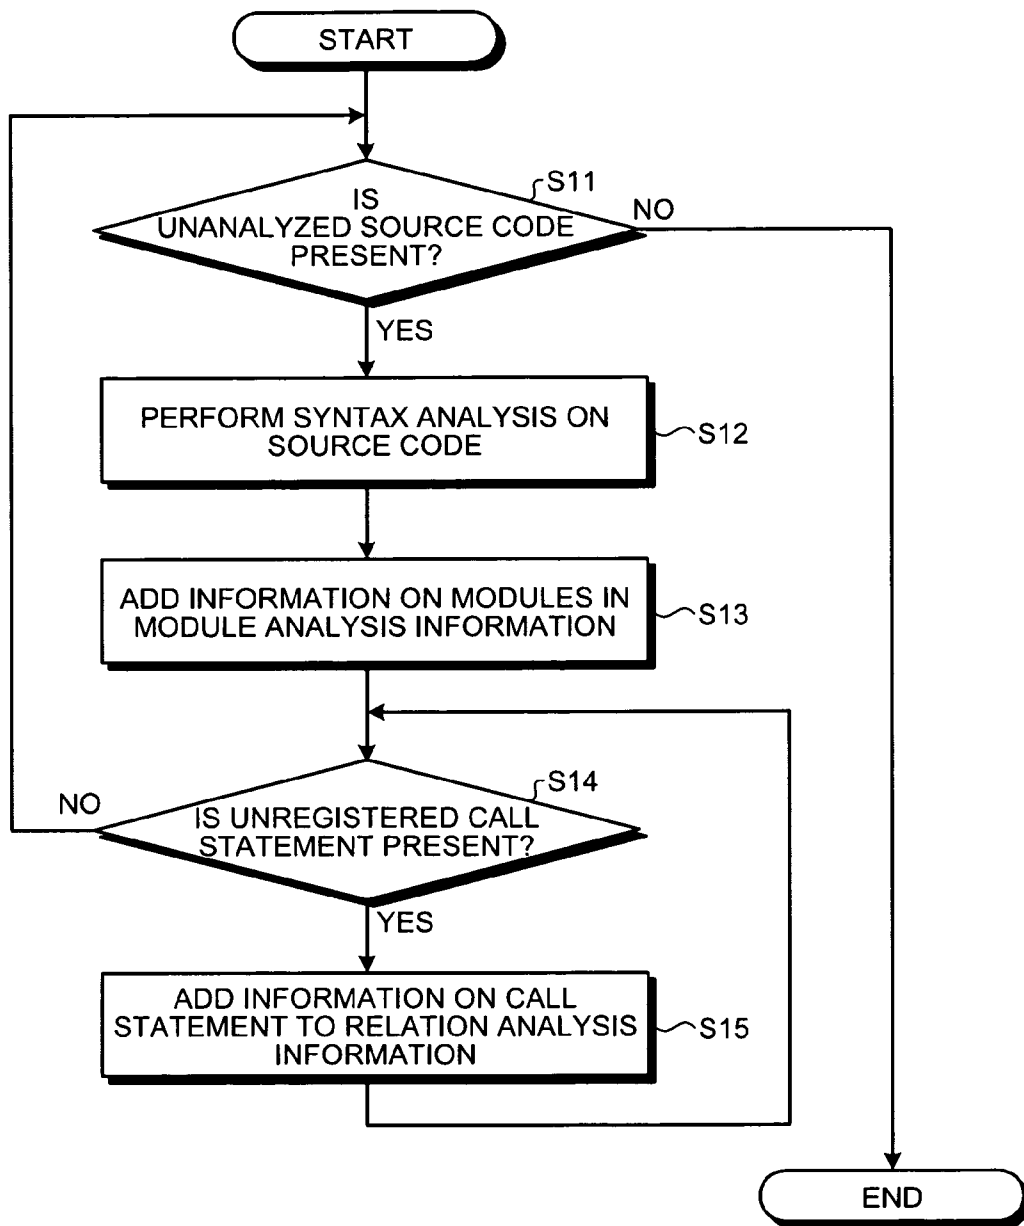 START
S11
IS
UNANALYZED SOURCE CODE
PRESENT?
NO
YES
PERFORM SYNTAX ANALYSIS ON
SOURCE CODE
S12
ADD INFORMATION ON MODULES IN
MODULE ANALYSIS INFORMATION
S13
S14
NO
IS UNREGISTERED CALL
STATEMENT PRESENT?
YES
ADD INFORMATION ON CALL
STATEMENT TO RELATION ANALYSIS
INFORMATION
S15
END